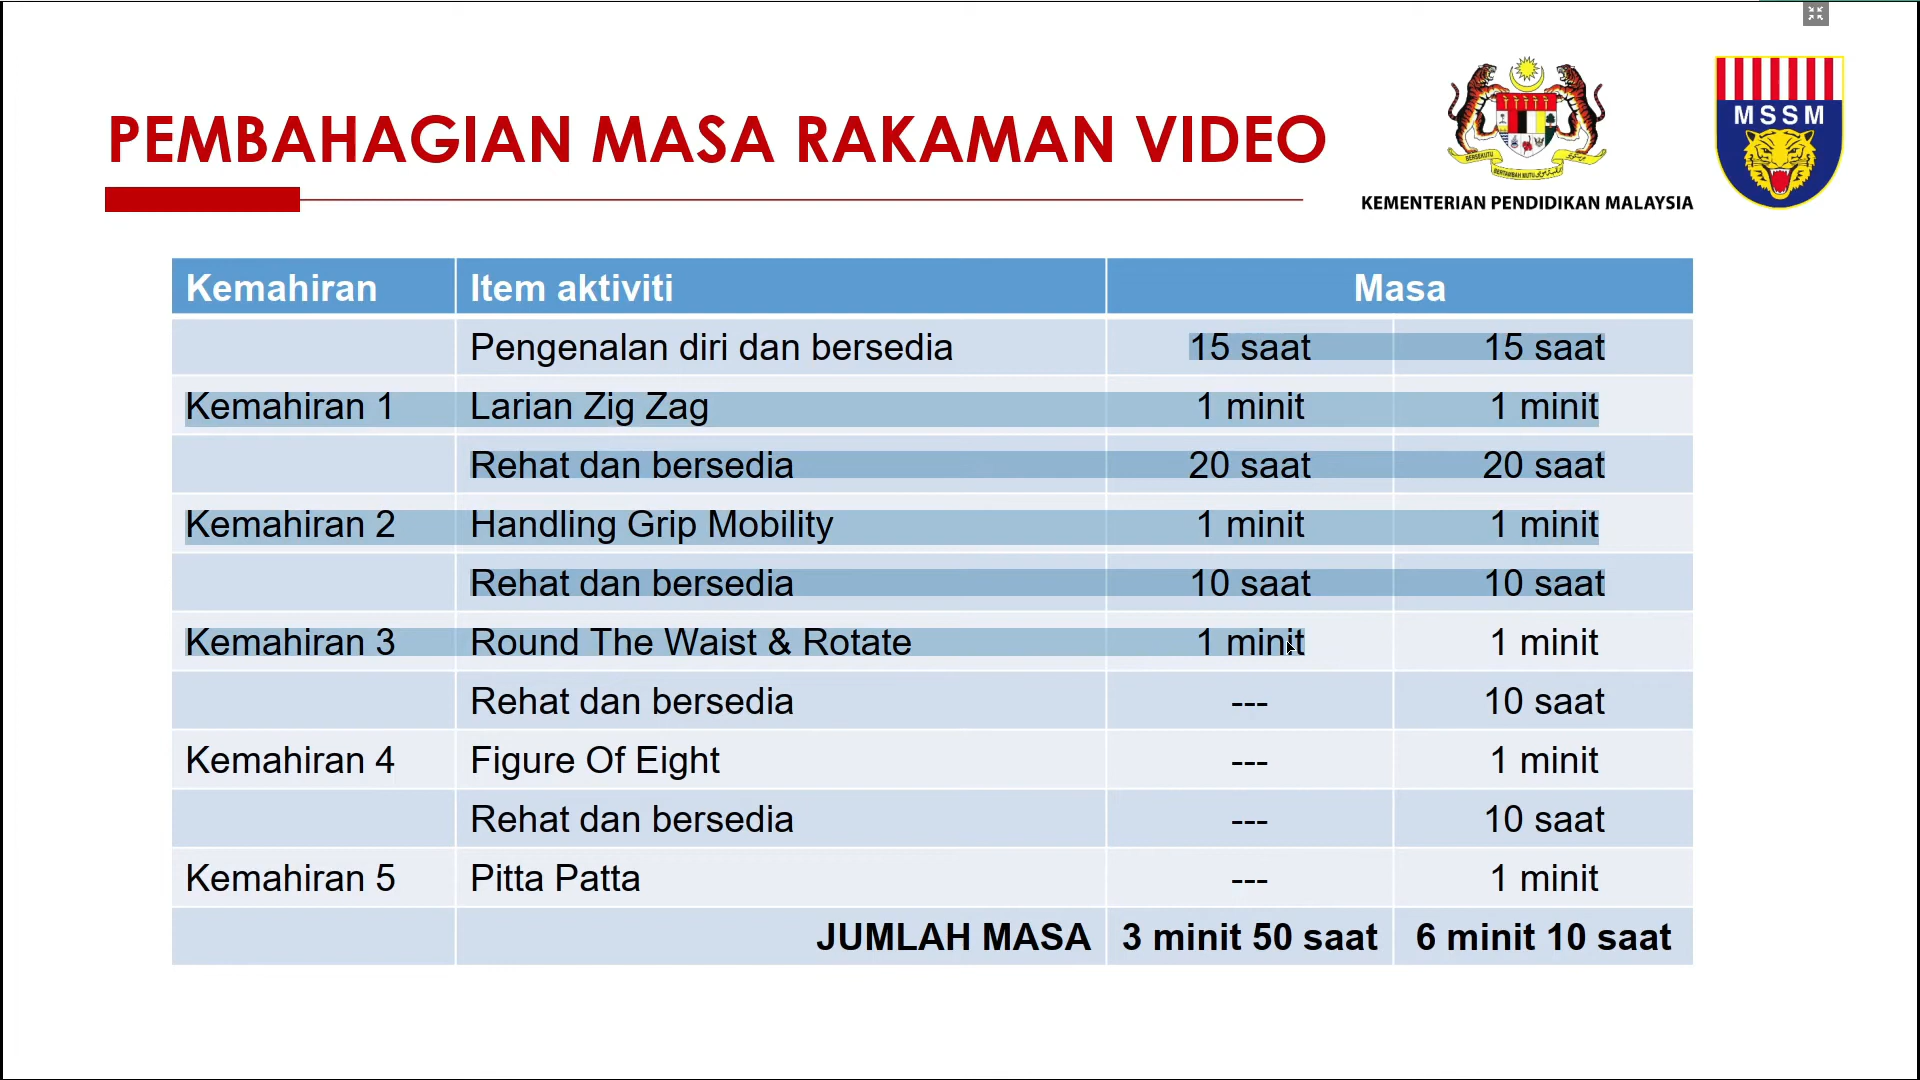 PEMBAHAGIAN MASA RAKAMAN VIDEO
KEMENTERIAN PENDIDIKAN MALAYSIA
MSSM
Kemahiran Item aktiviti Masa
Pengenalan diri dan bersedia 15 saat 15 saat
Kemahiran 1 Larian Zig Zag 1 minit 1 minit
Rehat dan bersedia 20 saat 20 saat
Kemahiran 2 Handling Grip Mobility 1 minit 1 minit
Rehat dan bersedia 10 saat 10 saat
Kemahiran 3 Round The Waist & Rotate 1 minit 1 minit
Rehat dan bersedia --- 10 saat
Kemahiran 4 Figure Of Eight --- 1 minit
Rehat dan bersedia --- 10 saat
Kemahiran 5 Pitta Patta --- 1 minit
JUMLAH MASA 3 minit 50 saat 6 minit 10 saat